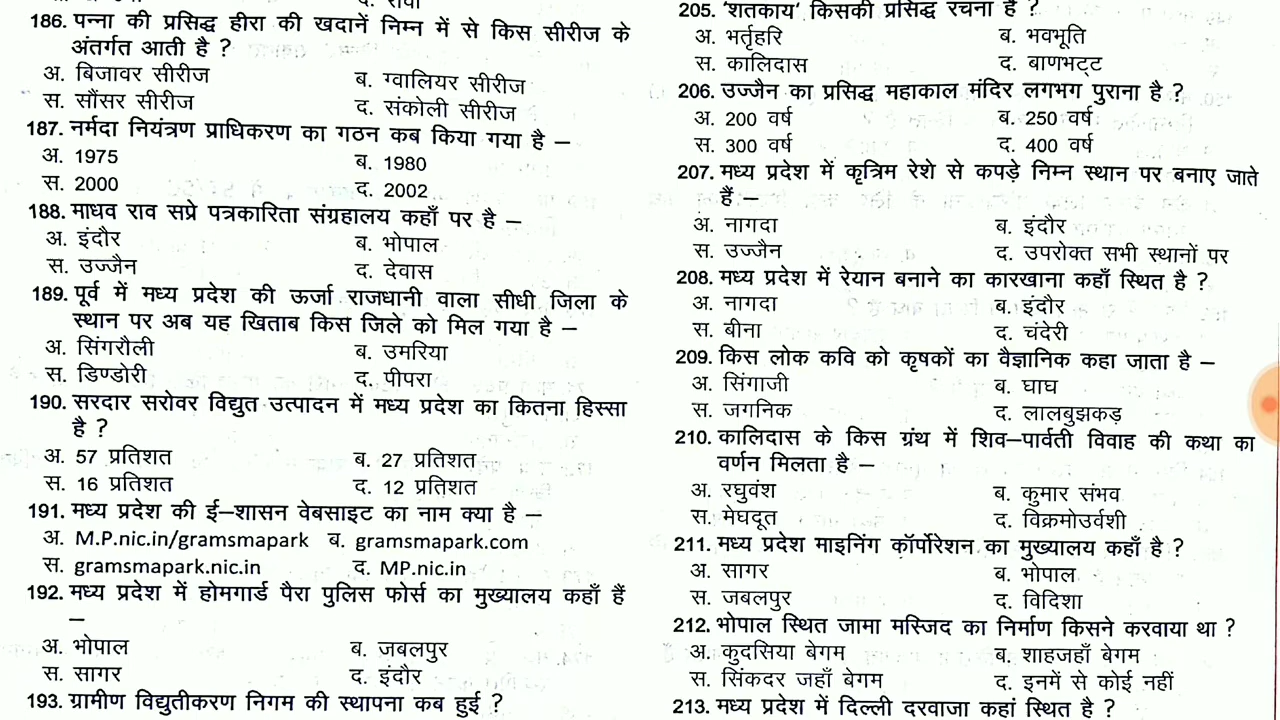 186. पन्ना की प्रसिद्ध हीरा की खदानें निम्न में से किस सीरीज के
अंतर्गत आती है ?
अ. बिजावर सीरीज ब. ग्वालियर सीरीज
स. सौंसर सीरीज द. संकोली सीरीज
187. नर्मदा नियंत्रण प्राधिकरण का गठन कब किया गया है –
अ. 1975 ब. 1980
स. 2000 द. 2002
188. माधव राव सप्रे पत्रकारिता संग्रहालय कहाँ पर है –
अ. इंदौर ब. भोपाल
स. उज्जैन द. देवास
189. पूर्व में मध्य प्रदेश की ऊर्जा राजधानी वाला सीधी जिला के
स्थान पर अब यह खिताब किस जिले को मिल गया है –
अ. सिंगरौली ब. उमरिया
स. डिण्डोरी द. पीपरा
190. सरदार सरोवर विद्युत उत्पादन में मध्य प्रदेश का कितना हिस्सा
है ?
अ. 57 प्रतिशत ब. 27 प्रतिशत
स. 16 प्रतिशत द. 12 प्रतिशत
191. मध्य प्रदेश की ई–शासन वेबसाइट का नाम क्या है –
अ. M.P.nic.in/gramsmapark ब. gramsmapark.com
स. gramsmapark.nic.in द. MP.nic.in
192. मध्य प्रदेश में होमगार्ड पैरा पुलिस फोर्स का मुख्यालय कहाँ हैं
–
अ. भोपाल ब. जबलपुर
स. सागर द. इंदौर
193. ग्रामीण विद्युतीकरण निगम की स्थापना कब हुई ?
205. 'शतकाय' किसकी प्रसिद्ध रचना है ?
अ. भर्तृहरि ब. भवभूति
स. कालिदास द. बाणभट्ट
206. उज्जैन का प्रसिद्ध महाकाल मंदिर लगभग पुराना है ?
अ. 200 वर्ष ब. 250 वर्ष
स. 300 वर्ष द. 400 वर्ष
207. मध्य प्रदेश में कृत्रिम रेशे से कपड़े निम्न स्थान पर बनाए जाते
हैं –
अ. नागदा ब. इंदौर
स. उज्जैन द. उपरोक्त सभी स्थानों पर
208. मध्य प्रदेश में रेयान बनाने का कारखाना कहाँ स्थित है ?
अ. नागदा ब. इंदौर
स. बीना द. चंदेरी
209. किस लोक कवि को कृषकों का वैज्ञानिक कहा जाता है –
अ. सिंगाजी ब. घाघ
स. जगनिक द. लालबुझकड़
210. कालिदास के किस ग्रंथ में शिव–पार्वती विवाह की कथा का
वर्णन मिलता है –
अ. रघुवंश ब. कुमार संभव
स. मेघदूत द. विक्रमोउर्वशी
211. मध्य प्रदेश माइनिंग कॉर्पोरेशन का मुख्यालय कहाँ है ?
अ. सागर ब. भोपाल
स. जबलपुर द. विदिशा
212. भोपाल स्थित जामा मस्जिद का निर्माण किसने करवाया था ?
अ. कुदसिया बेगम ब. शाहजहाँ बेगम
स. सिंकदर जहाँ बेगम द. इनमें से कोई नहीं
213. मध्य प्रदेश में दिल्ली दरवाजा कहां स्थित है ?